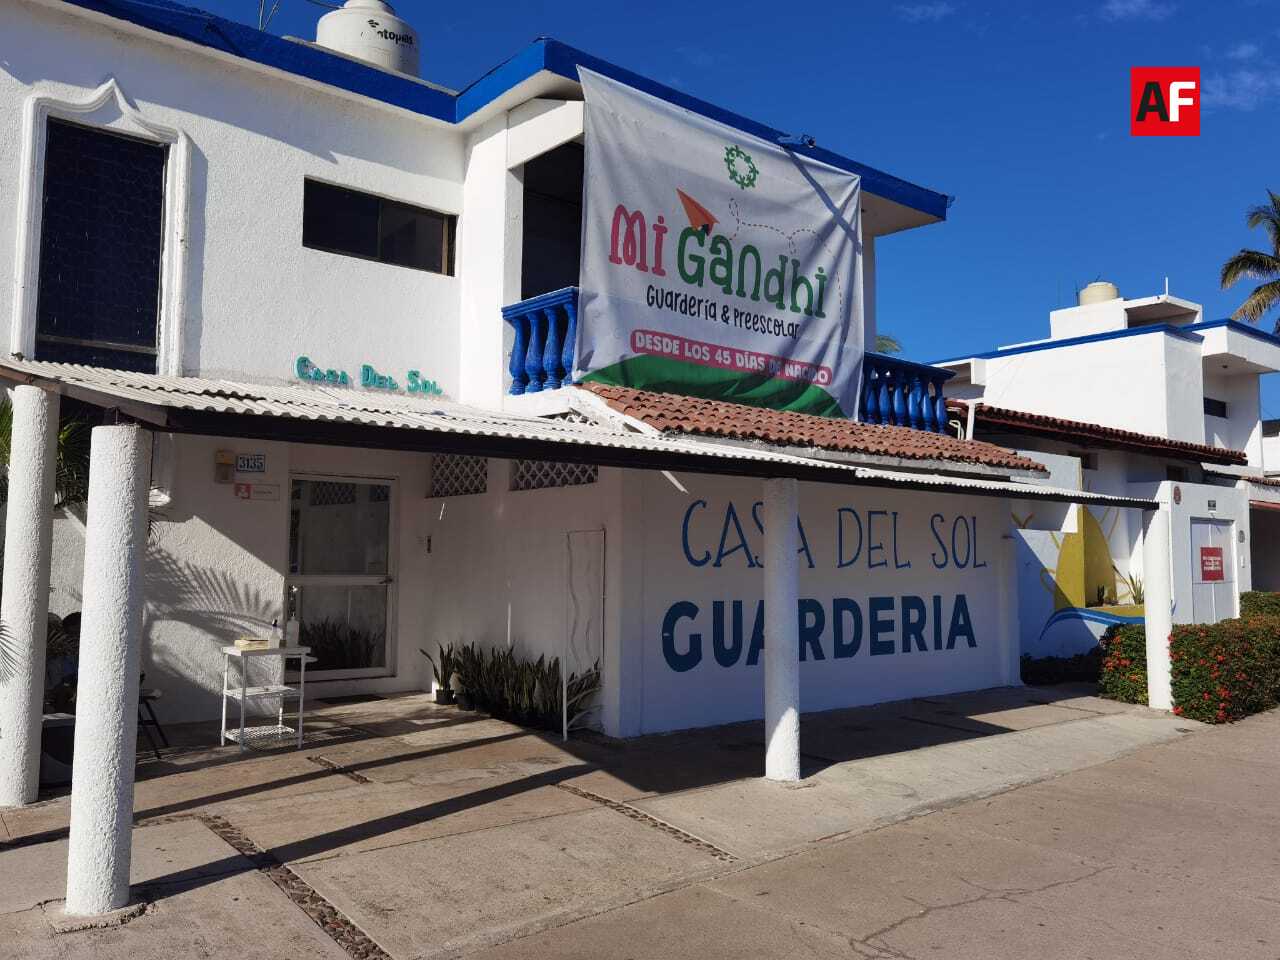 AF
Mi Gandhi
Guardería & Preescolar
DESDE LOS 45 DÍAS DE NACIDO
CASA DEL SOL
3135
CASA DEL SOL
GUARDERIA